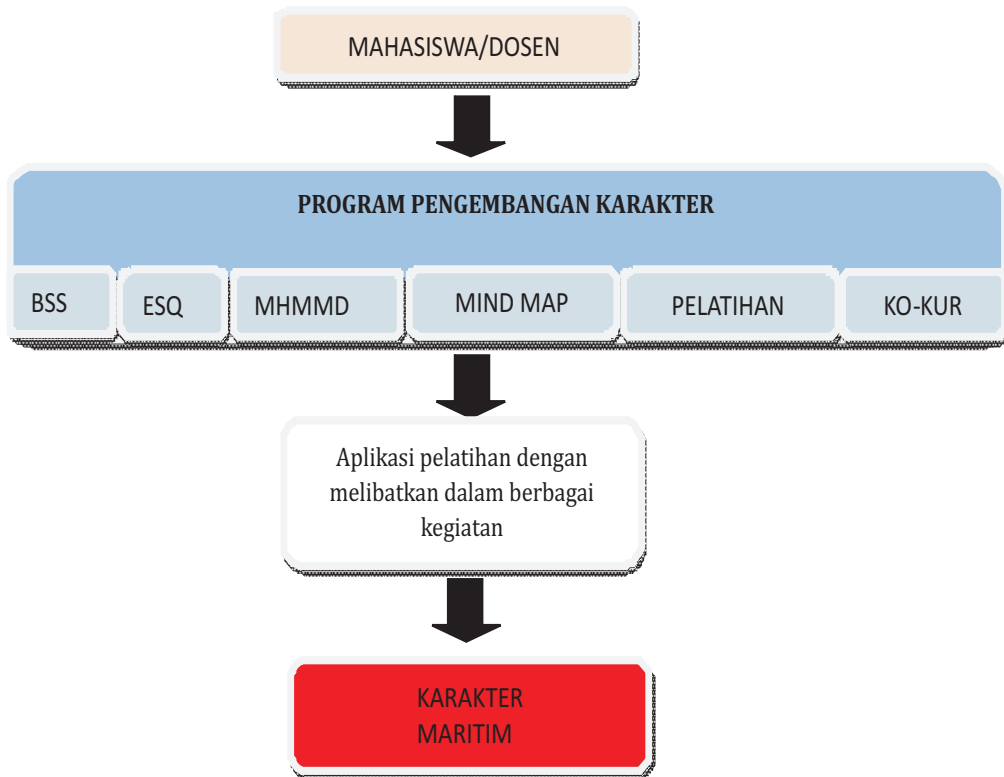 MAHASISWA/DOSEN
PROGRAM PENGEMBANGAN KARAKTER
BSS
ESQ
MHMMD
MIND MAP
PELATIHAN
KO-KUR
Aplikasi pelatihan dengan
melibatkan dalam berbagai
kegiatan
KARAKTER
MARITIM